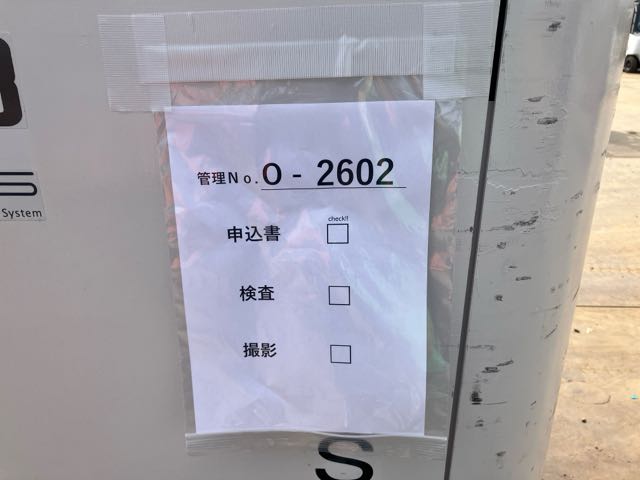 管理No.O - 2602
check!!
申込書 □
検査 □
撮影 □
System
S